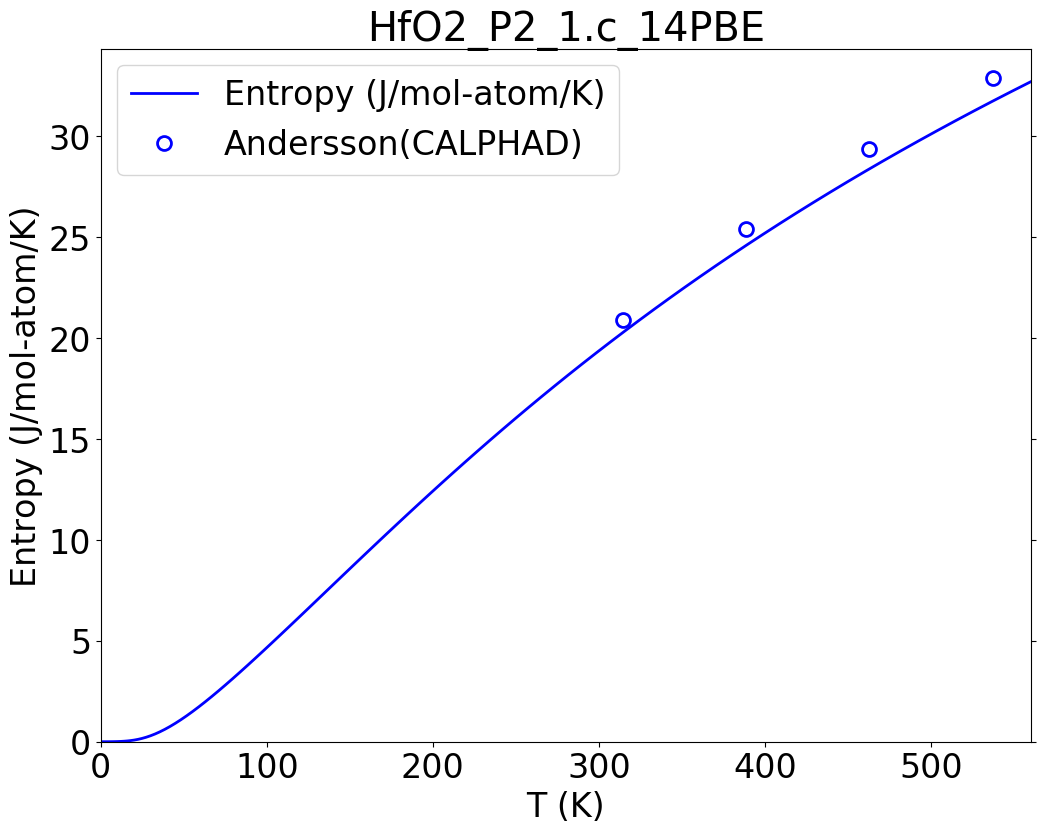 HfO2_P2_1.c_14PBE
Entropy (J/mol-atom/K)
Andersson(CALPHAD)
Entropy (J/mol-atom/K)
30
25
20
15
10
5
0
0 100 200 300 400 500
T (K)